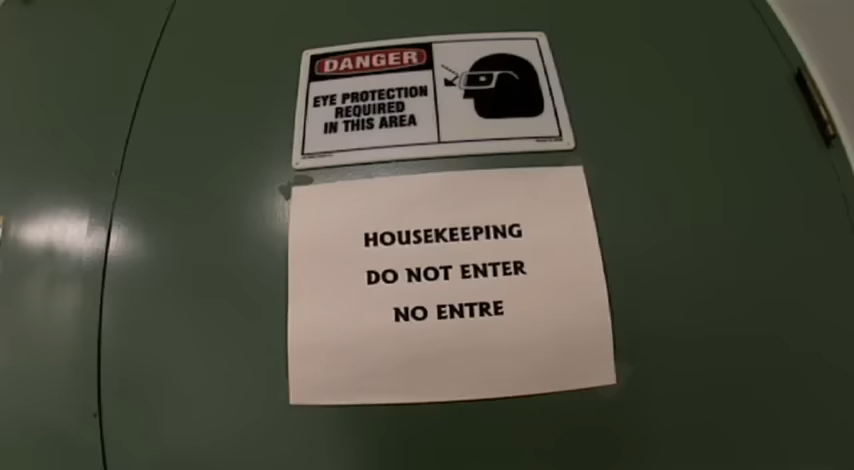 DANGER
EYE PROTECTION
REQUIRED
IN THIS AREA
HOUSEKEEPING
DO NOT ENTER
NO ENTRE